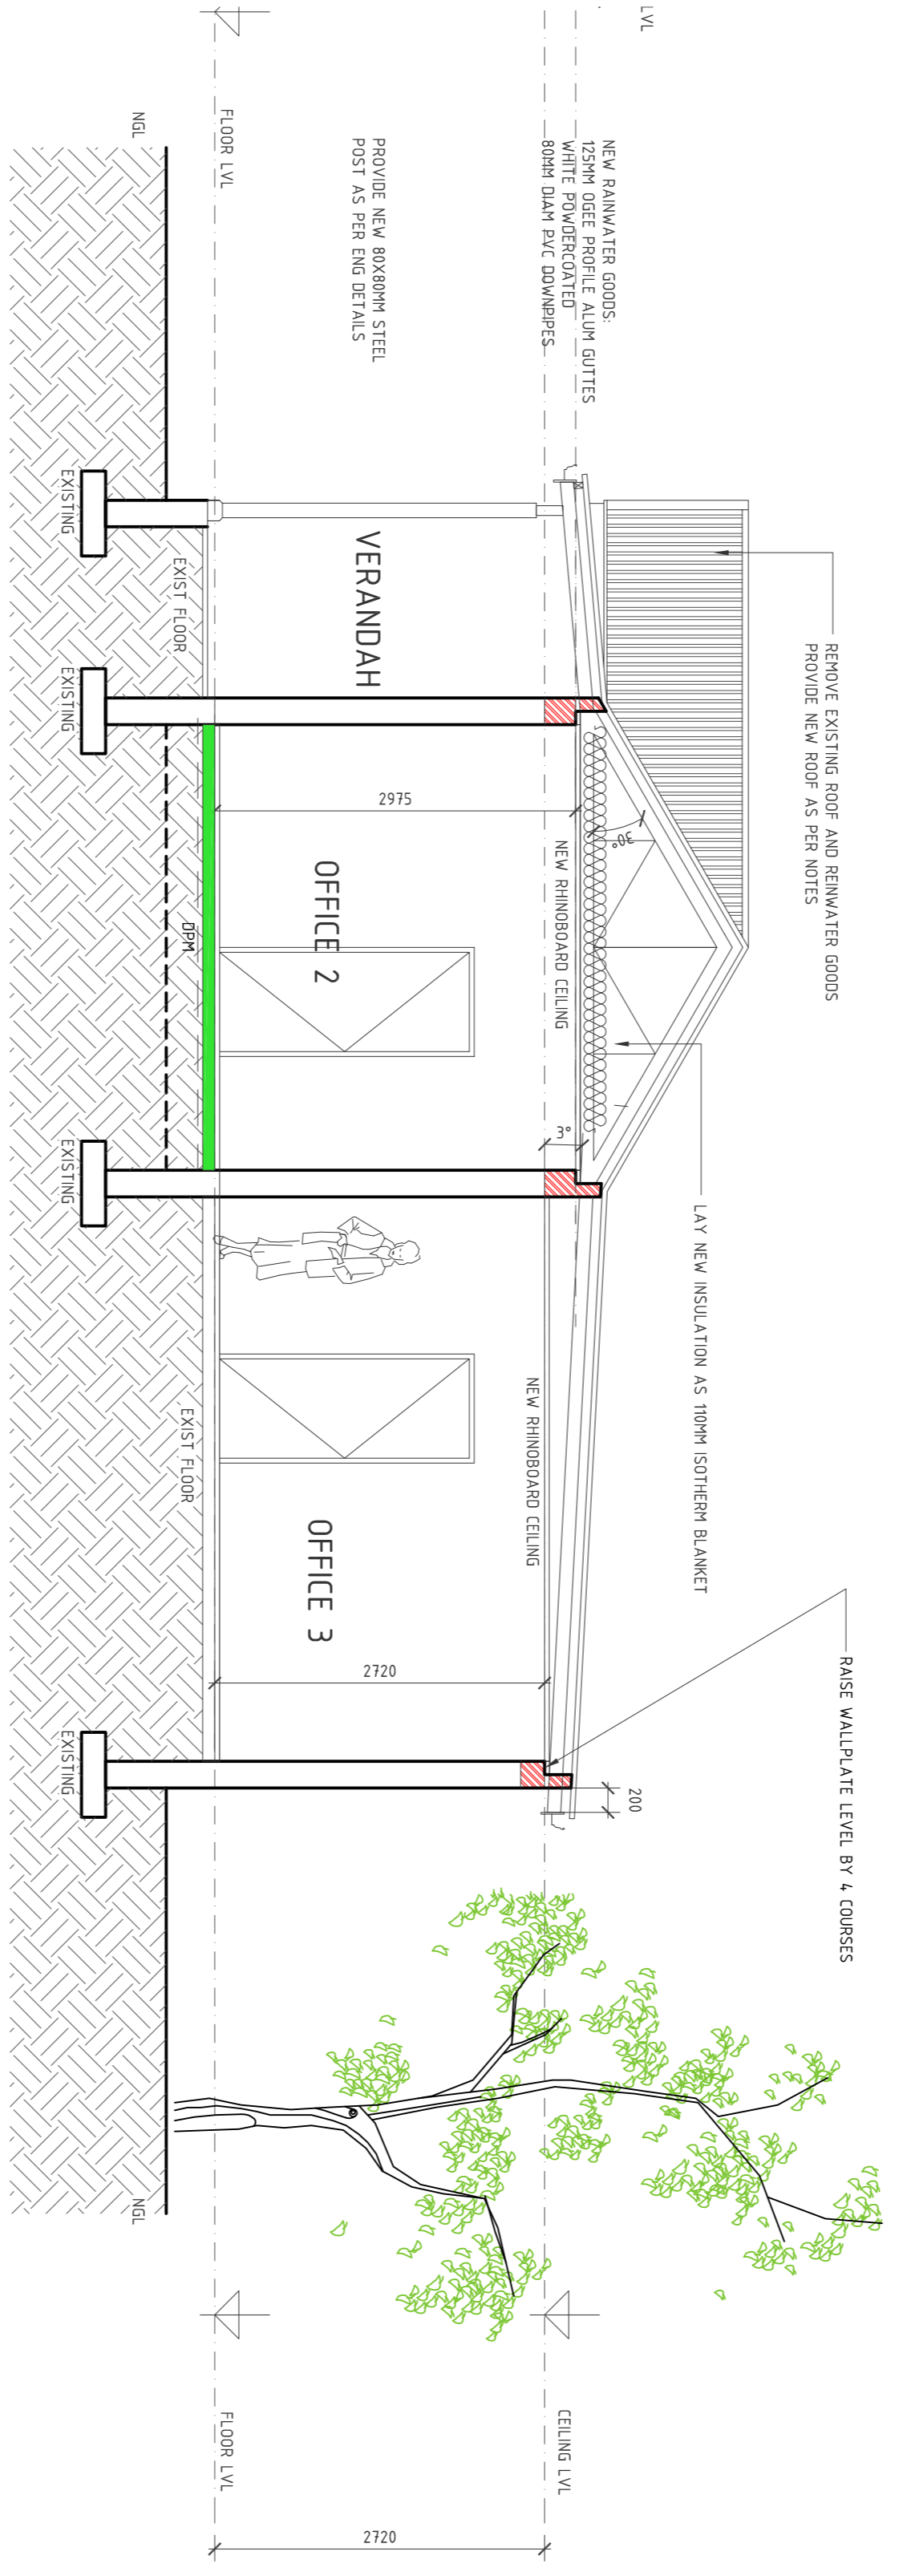 LVL
NEW RAINWATER GOODS:
125MM OGEE PROFILE ALUM GUTTES
WHITE POWDERCOATED
80MM DIAM PVC DOWNPIPES
PROVIDE NEW 80X80MM STEEL
POST AS PER ENG DETAILS
FLOOR LVL
NGL
REMOVE EXISTING ROOF AND REINWATER GOODS
PROVIDE NEW ROOF AS PER NOTES
VERANDAH
EXIST FLOOR
EXISTING
EXISTING
2975
30°
NEW RHINOBOARD CEILING
OFFICE 2
DPM
3°
EXISTING
LAY NEW INSULATION AS 110MM ISOTHERM BLANKET
NEW RHINOBOARD CEILING
OFFICE 3
EXIST FLOOR
2720
RAISE WALLPLATE LEVEL BY 4 COURSES
200
EXISTING
NGL
CEILING LVL
FLOOR LVL
2720